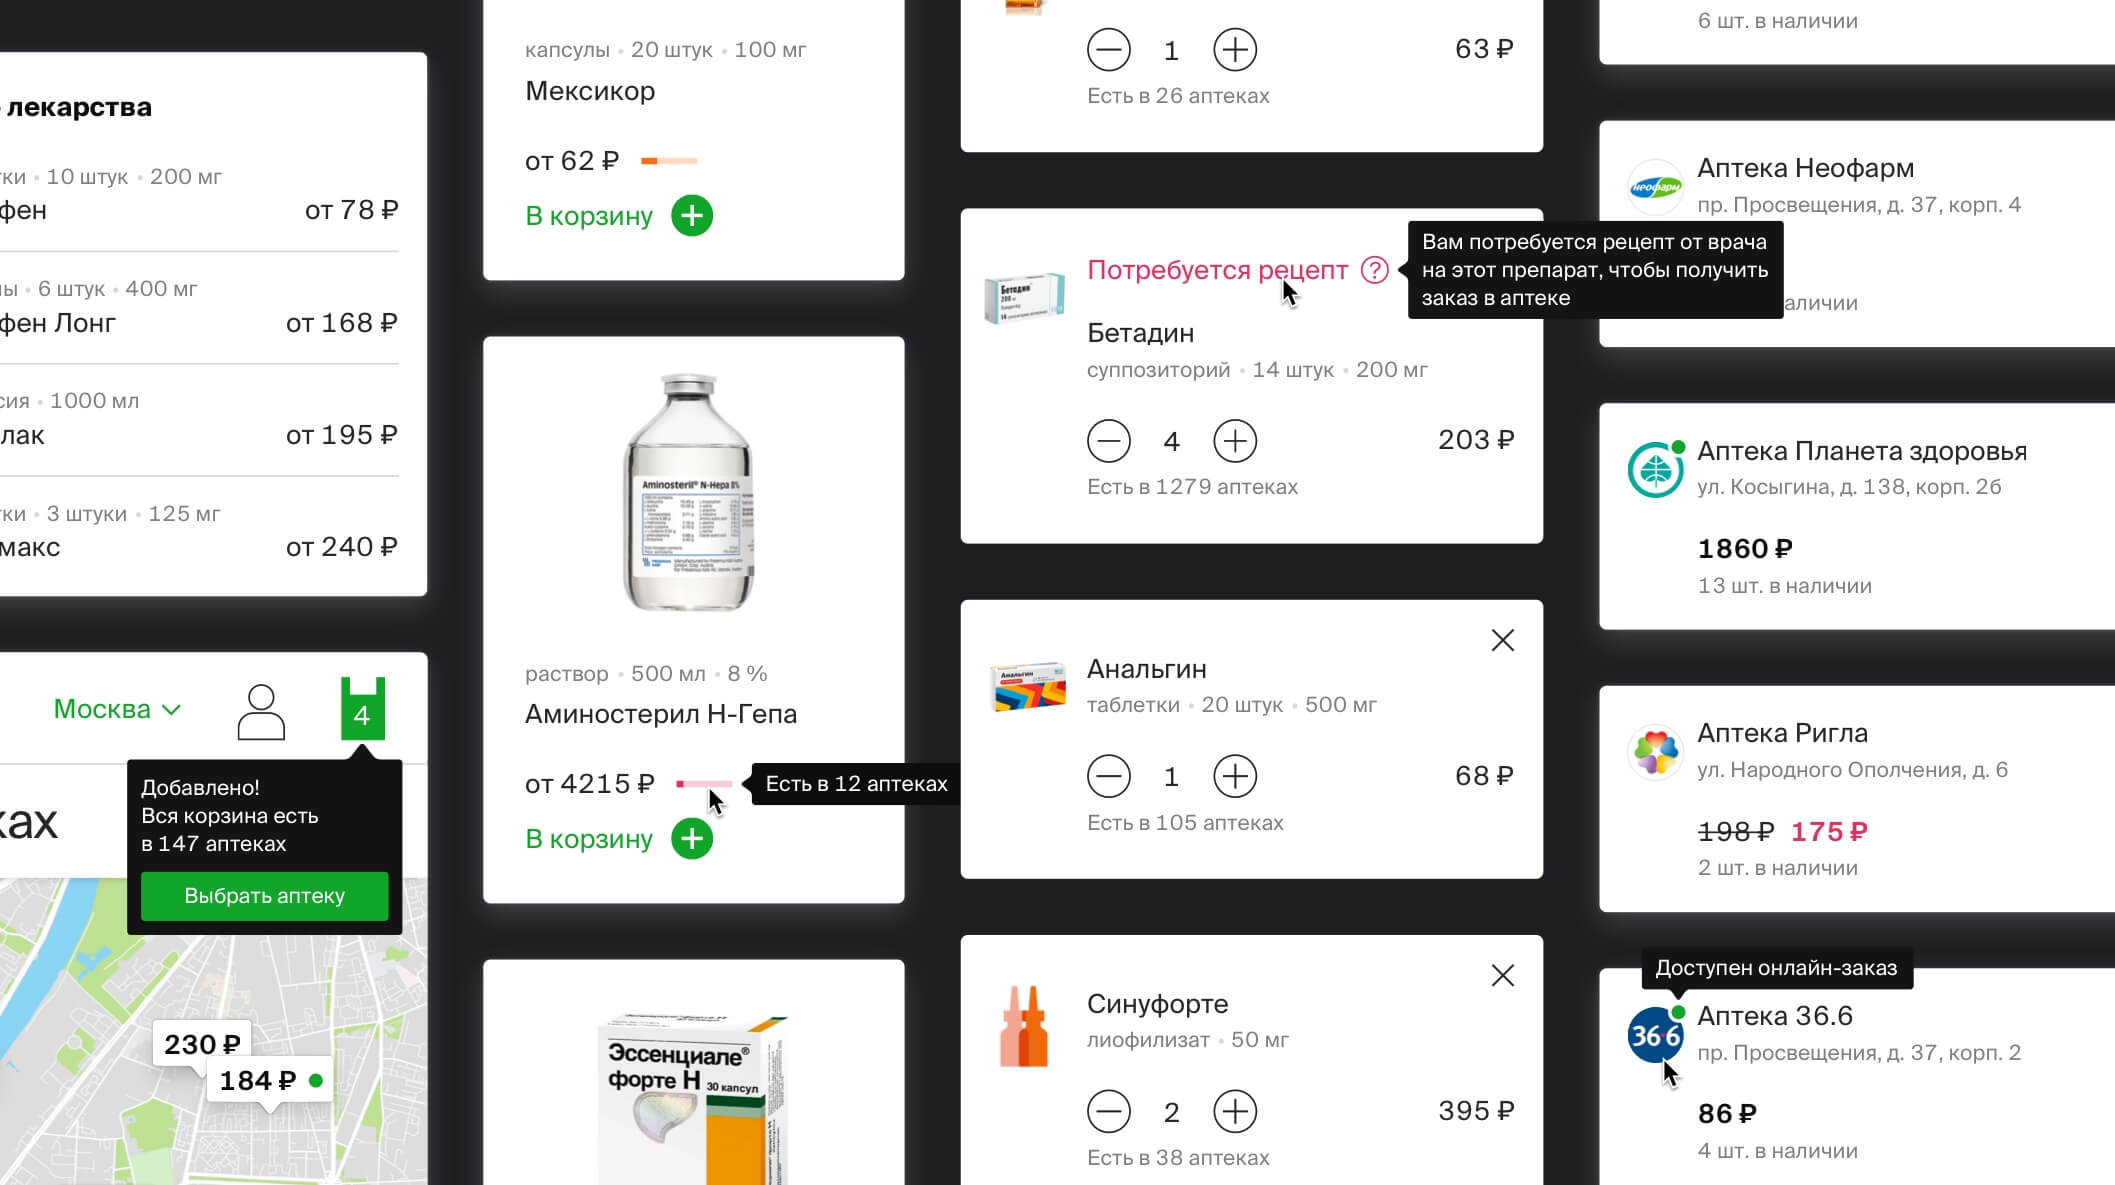 лекарства
10 штук • 200 мг
фен
от 78 ₽
6 штук • 400 мг
фен Лонг
от 168 ₽
1000 мл
лак
от 195 ₽
3 штуки • 125 мг
макс
от 240 ₽
Москва
4
Добавлено!
Вся корзина есть
в 147 аптеках
Выбрать аптеку
ках
230 ₽
184 ₽
капсулы • 20 штук • 100 мг
Мексикор
от 62 ₽
В корзину
Aminosteril® N-Hepa 8%
раствор • 500 мл • 8 %
Аминостерил Н-Гепа
от 4215 ₽
Есть в 12 аптеках
В корзину
Эссенциале®
форте Н 30 капсул
1
63 ₽
Есть в 26 аптеках
Потребуется рецепт ?
Вам потребуется рецепт от врача
на этот препарат, чтобы получить
заказ в аптеке
Бетадин
Бетадин
суппозиторий • 14 штук • 200 мг
4
203 ₽
Есть в 1279 аптеках
Анальгин
Анальгин
таблетки • 20 штук • 500 мг
1
68 ₽
Есть в 105 аптеках
Синуфорте
лиофилизат • 50 мг
2
395 ₽
Есть в 38 аптеках
6 шт. в наличии
неофарм
Аптека Неофарм
пр. Просвещения, д. 37, корп. 4
аличии
Аптека Планета здоровья
ул. Косыгина, д. 138, корп. 2б
1860 ₽
13 шт. в наличии
Аптека Ригла
ул. Народного Ополчения, д. 6
198 ₽ 175 ₽
2 шт. в наличии
Доступен онлайн-заказ
36.6
Аптека 36.6
пр. Просвещения, д. 37, корп. 2
86 ₽
4 шт. в наличии